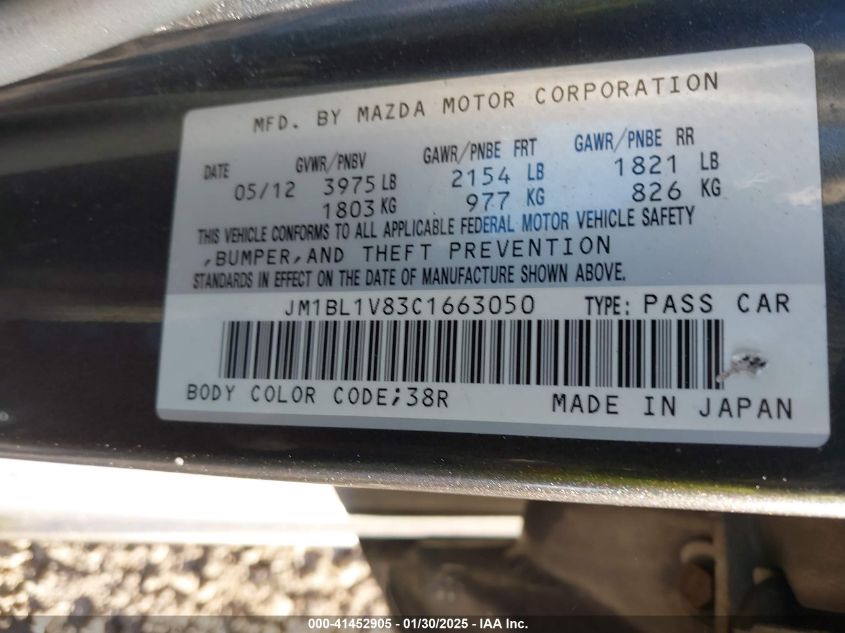 MFD. BY MAZDA MOTOR CORPORATION
DATE GVWR/PNBV GAWR/PNBE FRT GAWR/PNBE RR
05/12 3975 LB 2154 LB 1821 LB
1803 KG 977 KG 826 KG
THIS VEHICLE CONFORMS TO ALL APPLICABLE FEDERAL MOTOR VEHICLE SAFETY
,BUMPER,AND THEFT PREVENTION
STANDARDS IN EFFECT ON THE DATE OF MANUFACTURE SHOWN ABOVE.
JM1BL1V83C1663050 TYPE: PASS CAR
BODY COLOR CODE;38R MADE IN JAPAN
000-41452905 - 01/30/2025 - IAA Inc.